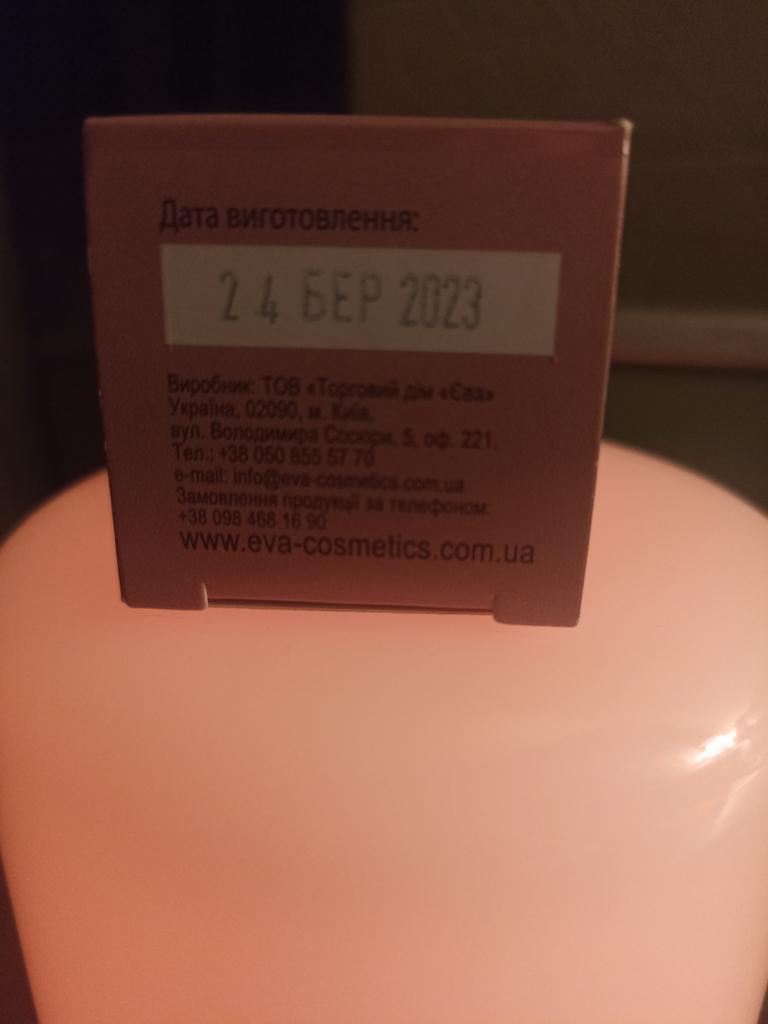 Дата виготовлення:
24 БЕР 2023
Виробник: ТОВ «Торговий дім «Єва»
Україна, 02090, м. Київ,
вул. Володимира Сосюри, 5, оф. 221.
Тел.: +38 050 855 57 70
e-mail: info@eva-cosmetics.com.ua
Замовлення продукції за телефоном:
+38 098 468 16 90
www.eva-cosmetics.com.ua